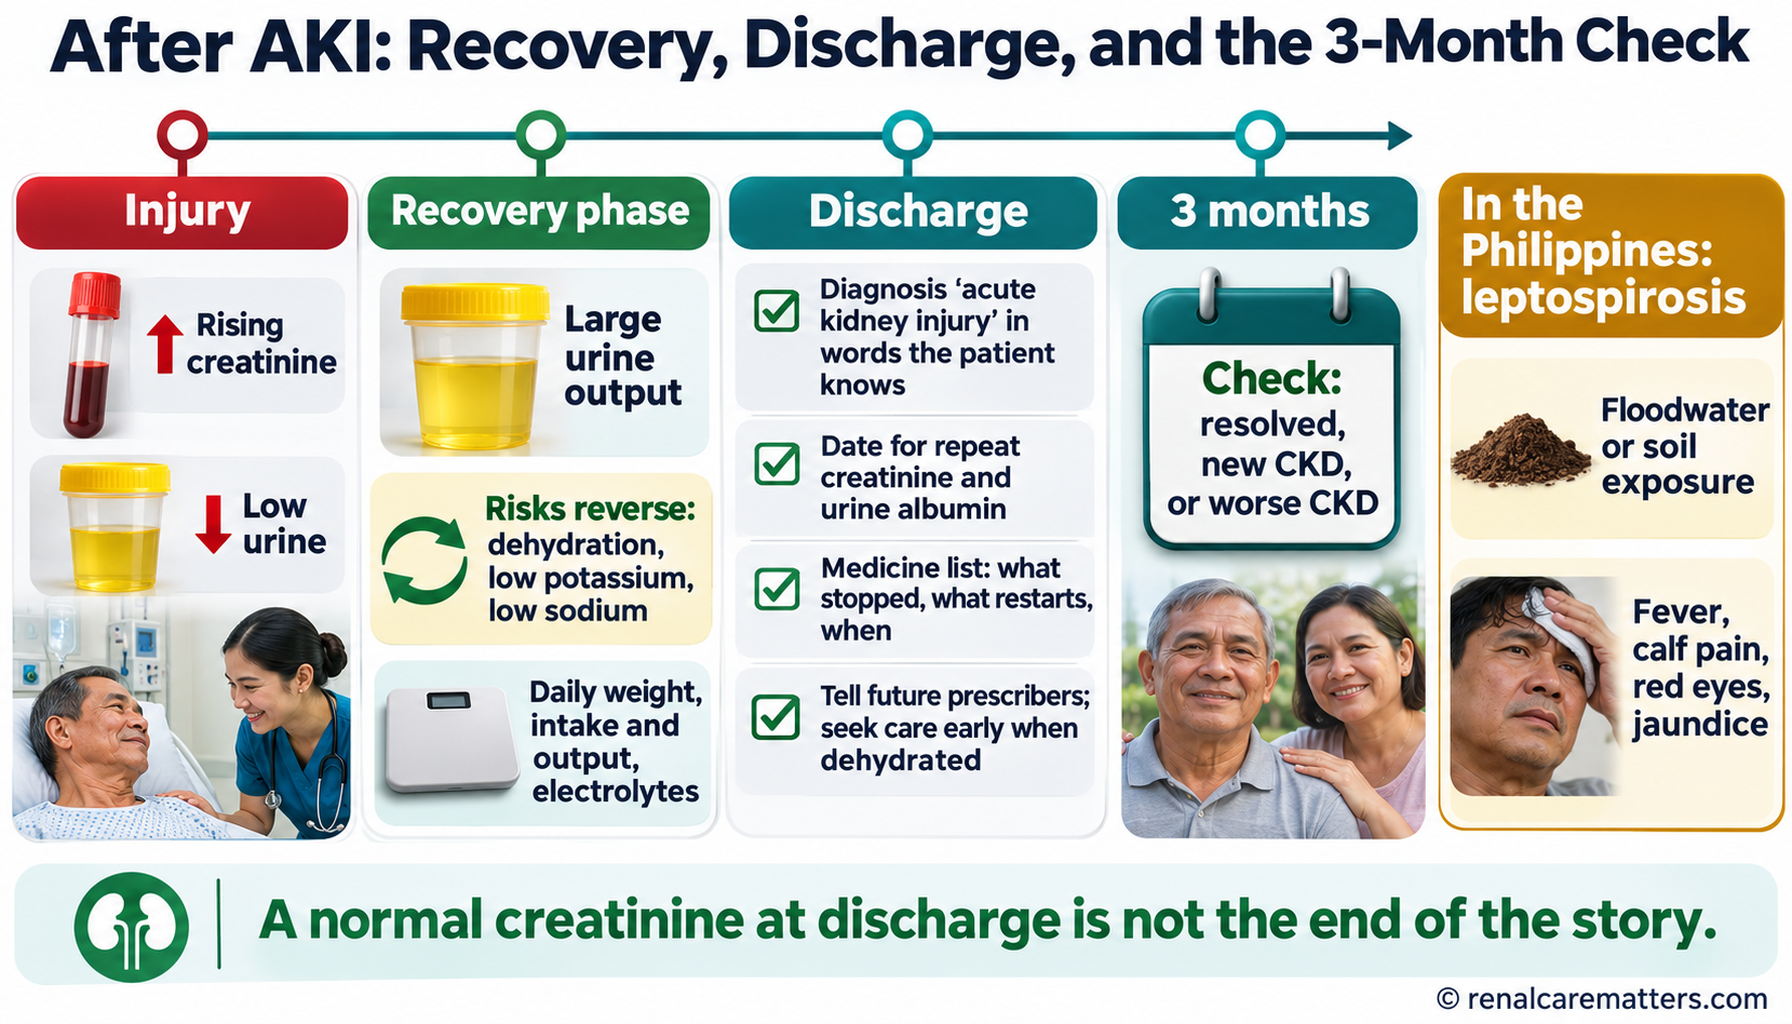 After AKI: Recovery, Discharge, and the 3-Month Check
Injury
Rising
creatinine
Low
urine
Recovery phase
Large
urine
output
Risks reverse:
dehydration,
low potassium,
low sodium
Daily weight,
intake and
output,
electrolytes
Discharge
Diagnosis ‘acute
kidney injury’ in
words the patient
knows
Date for repeat
creatinine and
urine albumin
Medicine list: what
stopped, what restarts,
when
Tell future prescribers;
seek care early when
dehydrated
3 months
Check:
resolved,
new CKD,
or worse CKD
In the
Philippines:
leptospirosis
Floodwater
or soil
exposure
Fever,
calf pain,
red eyes,
jaundice
A normal creatinine at discharge is not the end of the story.
© renalcarematters.com